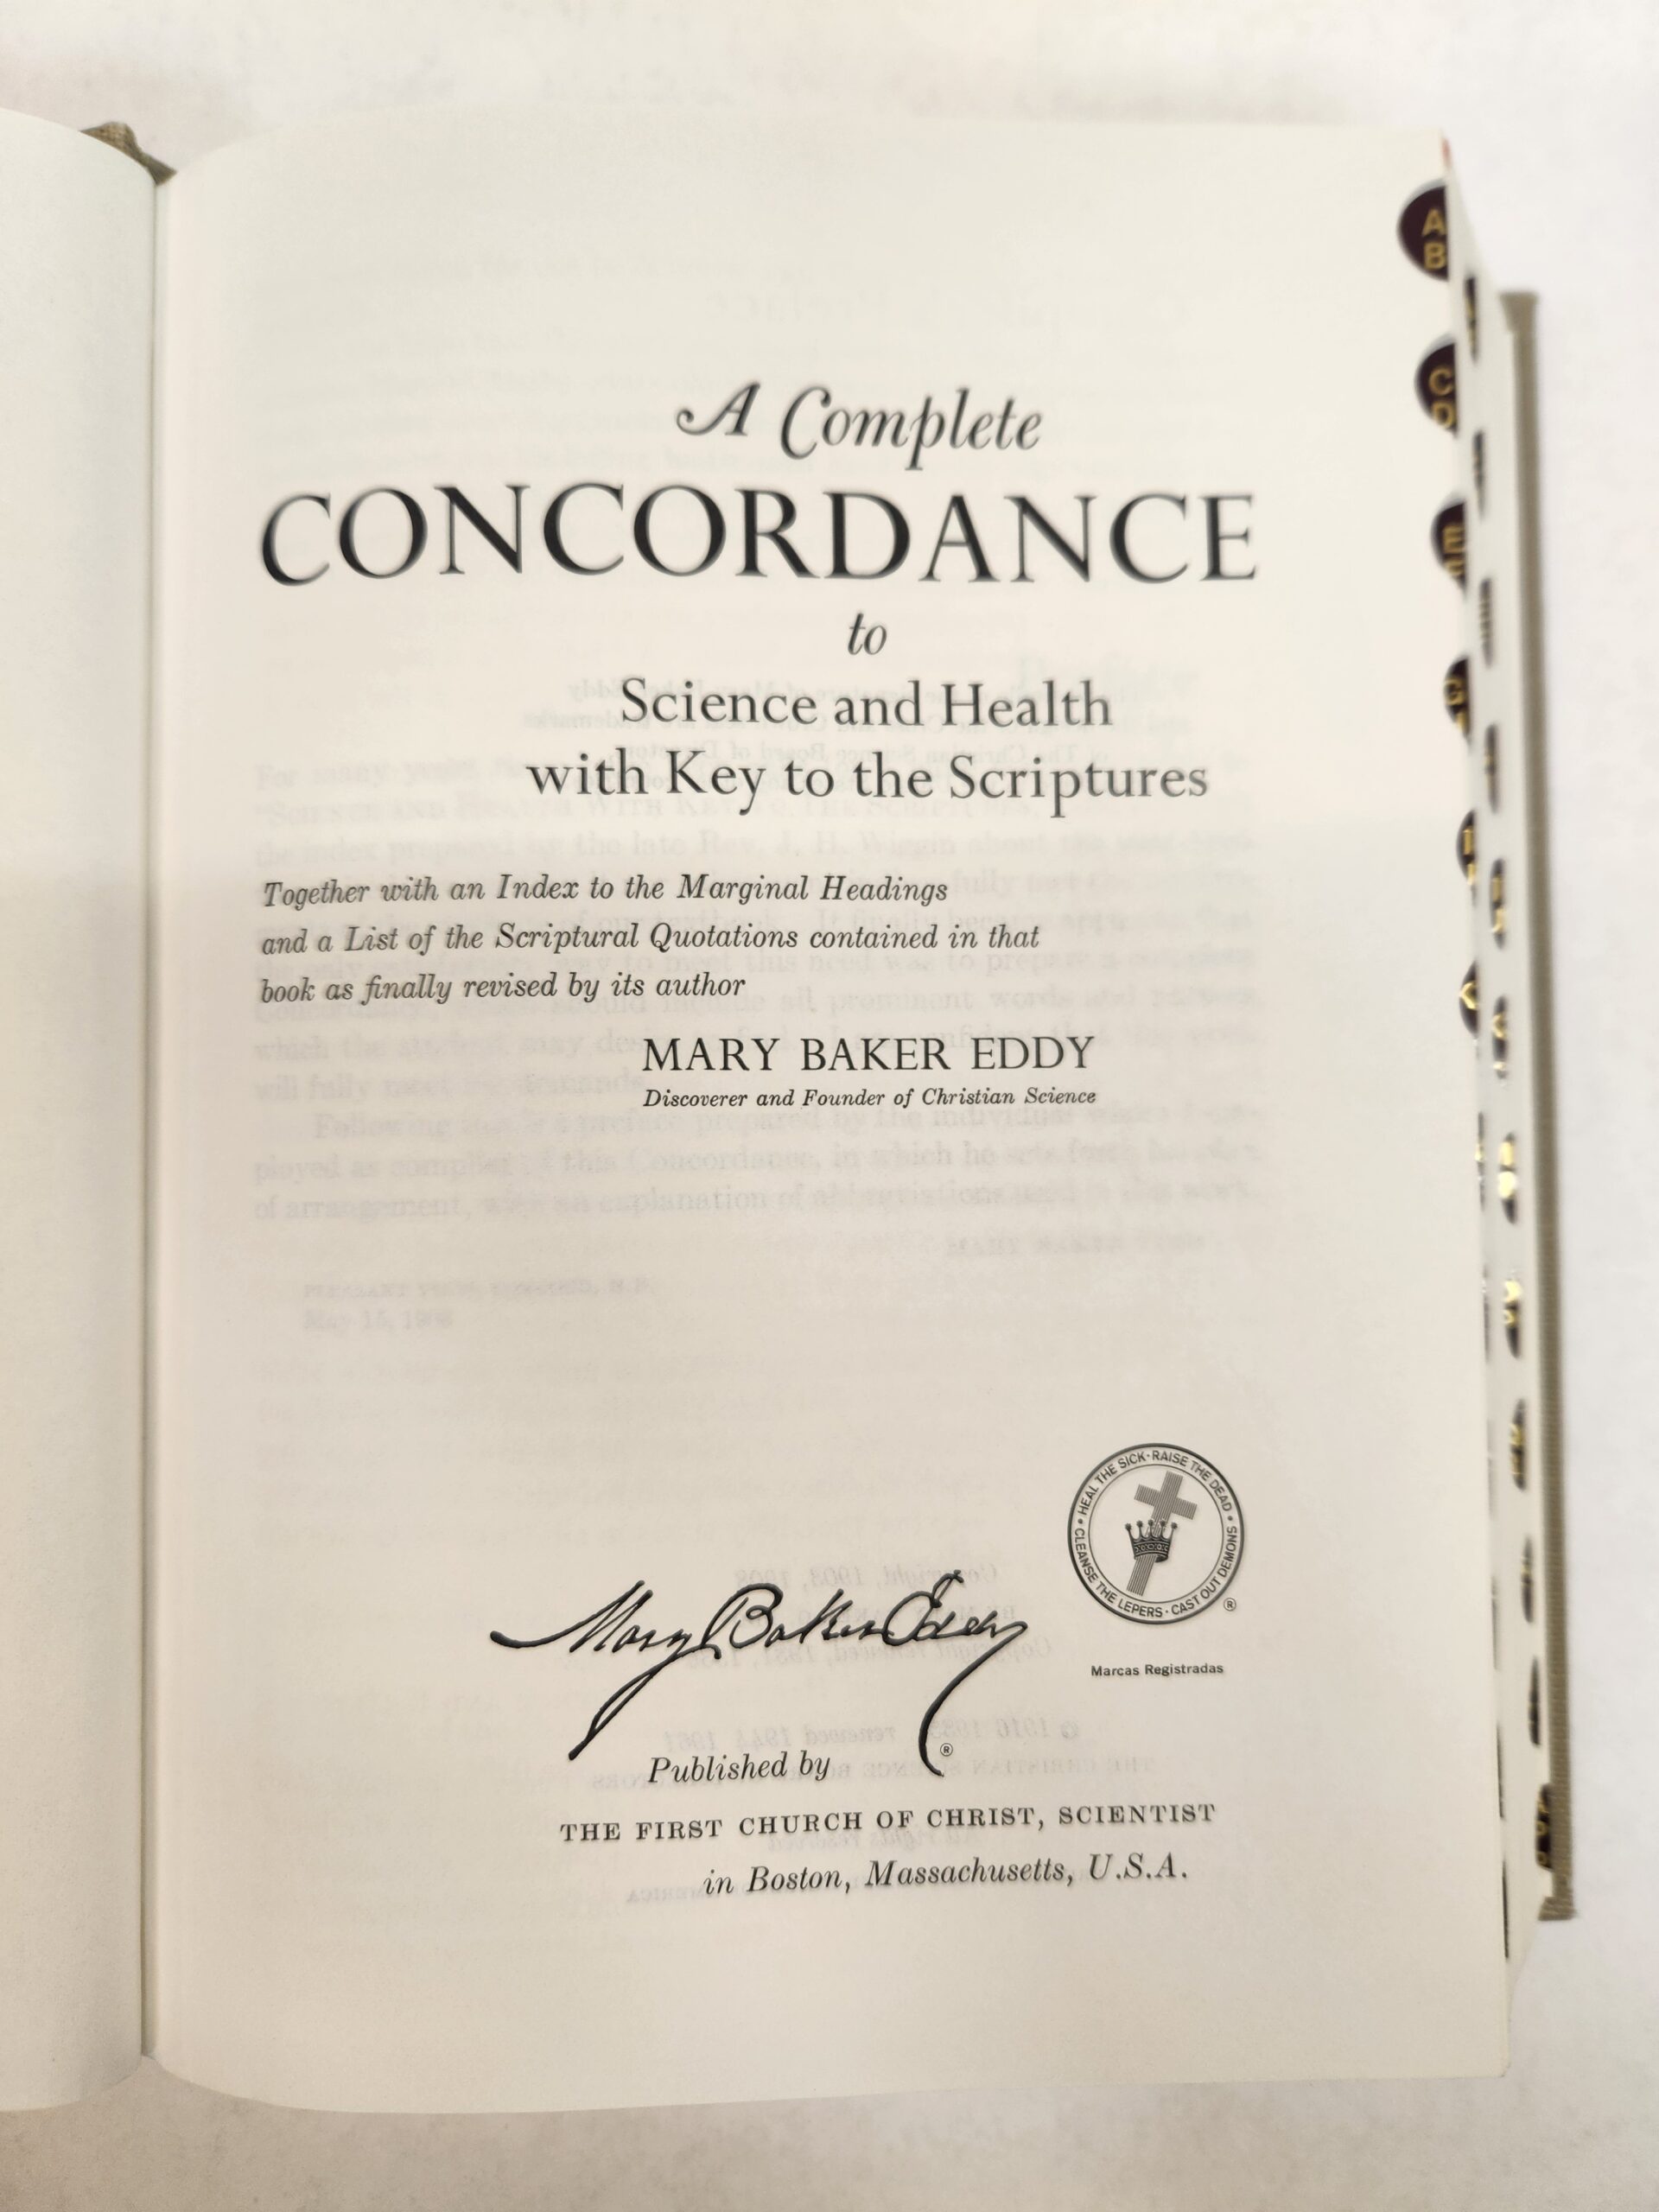 A Complete
CONCORDANCE
to
Science and Health
with Key to the Scriptures
Together with an Index to the Marginal Headings
and a List of the Scriptural Quotations contained in that
book as finally revised by its author
MARY BAKER EDDY
Discoverer and Founder of Christian Science
HEAL THE SICK · RAISE THE DEAD • CAST OUT DEMONS · CLEANSE THE LEPERS •
®
Marcas Registradas
Mary Baker Eddy
®
Published by
THE FIRST CHURCH OF CHRIST, SCIENTIST
in Boston, Massachusetts, U.S.A.
A
B
C
D
E